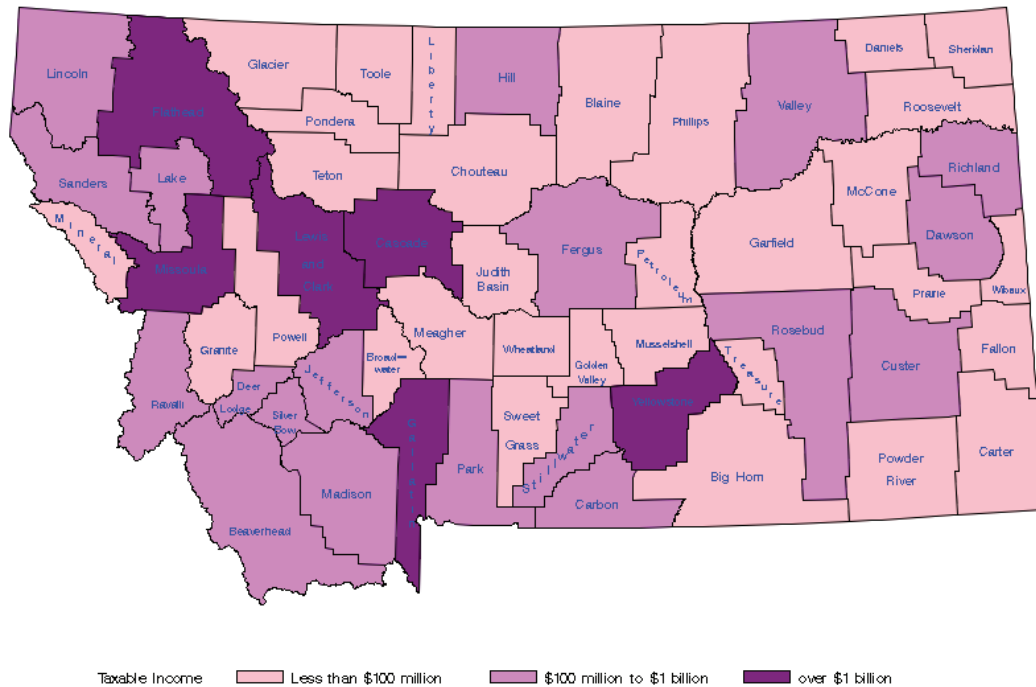 Lincoln
Flathead
Glacier
Toole
Liberty
Hill
Blaine
Phillips
Valley
Daniels
Sheridan
Roosevelt
Pondera
Teton
Chouteau
Richland
McCone
Dawson
Sanders
Lake
Mineral
Missoula
Lewis
and
Clark
Cascade
Judith
Basin
Fergus
Petroleum
Garfield
Prairie
Wibaux
Granite
Powell
Meagher
Broad-
water
Wheatland
Golden
Valley
Musselshell
Treasure
Rosebud
Custer
Fallon
Ravalli
Deer
Lodge
Silver
Bow
Jefferson
Gallatin
Park
Sweet
Grass
Stillwater
Yellowstone
Big Horn
Powder
River
Carter
Carbon
Madison
Beaverhead
Taxable Income Less than $100 million $100 million to $1 billion over $1 billion